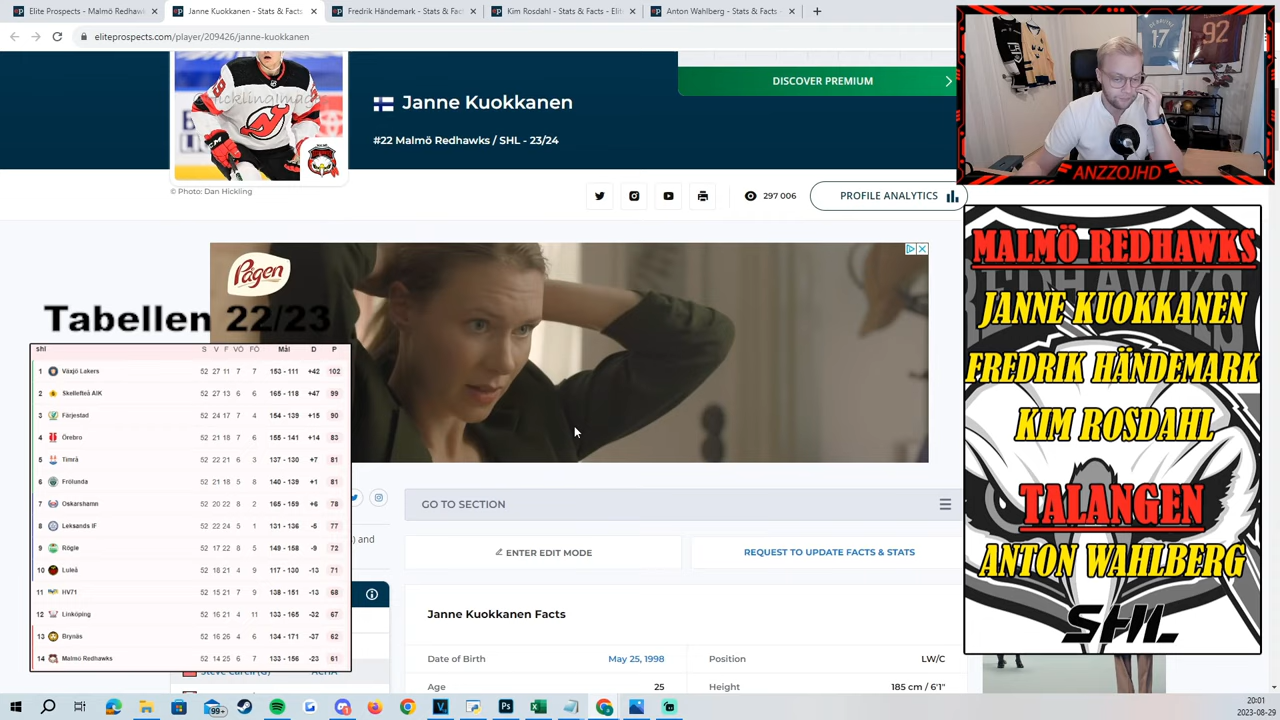 Elite Prospects - Malmö Redhawk
Janne Kuokkanen - Stats & Facts
Fredrik Händemark - Stats & Fac
Kim Rosdahl - Stats & Facts - Elit
Anton Wahlberg - Stats & Facts
eliteprospects.com/player/209426/janne-kuokkanen
DISCOVER PREMIUM
Janne Kuokkanen
#22 Malmö Redhawks / SHL - 23/24
© Photo: Dan Hickling
297 006
PROFILE ANALYTICS
Pågen
17
92
ANZZOJHD
MALMÖ REDHAWKS
REDHAWKS
JANNE KUOKKANEN
FREDRIK HÄNDEMARK
KIM ROSDAHL
TALANGEN
ANTON WAHLBERG
SHL
Tabellen 22/23
shl S V F VÖ FÖ Mål D P
1 Växjö Lakers 52 27 11 7 7 153 - 111 +42 102
2 Skellefteå AIK 52 27 13 6 6 165 - 118 +47 99
3 Färjestad 52 24 17 7 4 154 - 139 +15 90
4 Örebro 52 21 18 7 6 155 - 141 +14 83
5 Timrå 52 22 21 6 3 137 - 130 +7 81
6 Frölunda 52 21 18 5 8 140 - 139 +1 81
7 Oskarshamn 52 20 22 8 2 165 - 159 +6 78
8 Leksands IF 52 22 24 5 1 131 - 136 -5 77
9 Rögle 52 17 22 8 5 149 - 158 -9 72
10 Luleå 52 18 21 4 9 117 - 130 -13 71
11 HV71 52 15 21 7 9 138 - 151 -13 68
12 Linköping 52 16 21 4 11 133 - 165 -32 67
13 Brynäs 52 16 26 4 6 134 - 171 -37 62
14 Malmö Redhawks 52 14 25 6 7 133 - 156 -23 61
GO TO SECTION
) and
ENTER EDIT MODE
REQUEST TO UPDATE FACTS & STATS
Janne Kuokkanen Facts
Date of Birth May 25, 1998
Position LW/C
Age 25
Height 185 cm / 6'1"
99+
20:01
2023-08-29